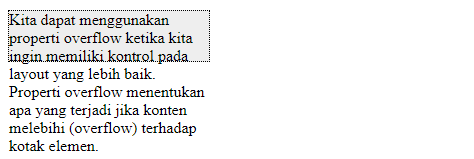 Kita dapat menggunakan
properti overflow ketika kita
ingin memiliki kontrol pada
layout yang lebih baik.
Properti overflow menentukan
apa yang terjadi jika konten
melebihi (overflow) terhadap
kotak elemen.